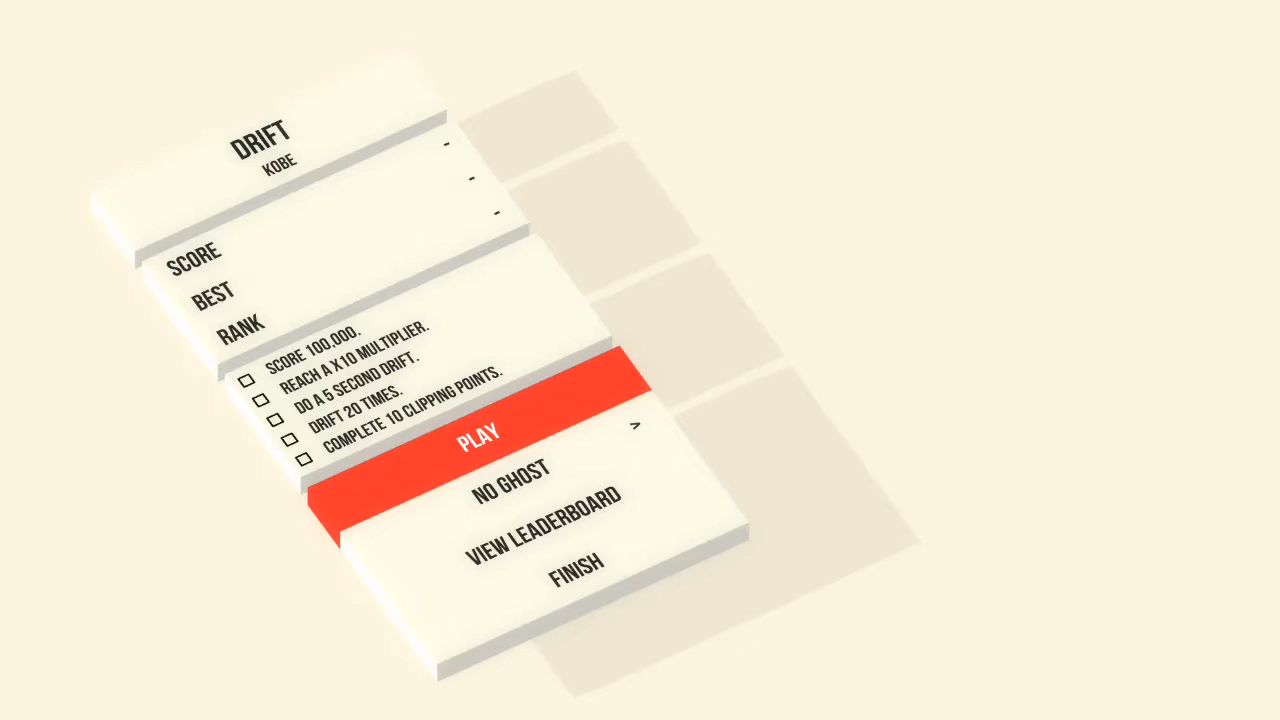 DRIFT
KOBE
SCORE -
BEST -
RANK -
SCORE 100,000.
REACH A X10 MULTIPLIER.
DO A 5 SECOND DRIFT.
DRIFT 20 TIMES.
COMPLETE 10 CLIPPING POINTS.
PLAY
NO GHOST >
VIEW LEADERBOARD
FINISH